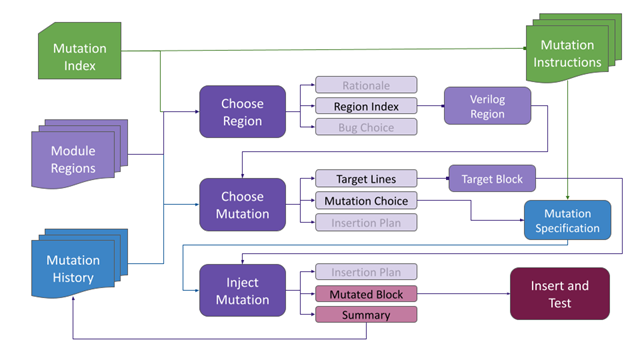 Mutation
Index
Mutation
Instructions
Choose
Region
Rationale
Region Index
Bug Choice
Verilog
Region
Module
Regions
Choose
Mutation
Target Lines
Mutation Choice
Insertion Plan
Target Block
Mutation
Specification
Mutation
History
Inject
Mutation
Insertion Plan
Mutated Block
Summary
Insert and
Test